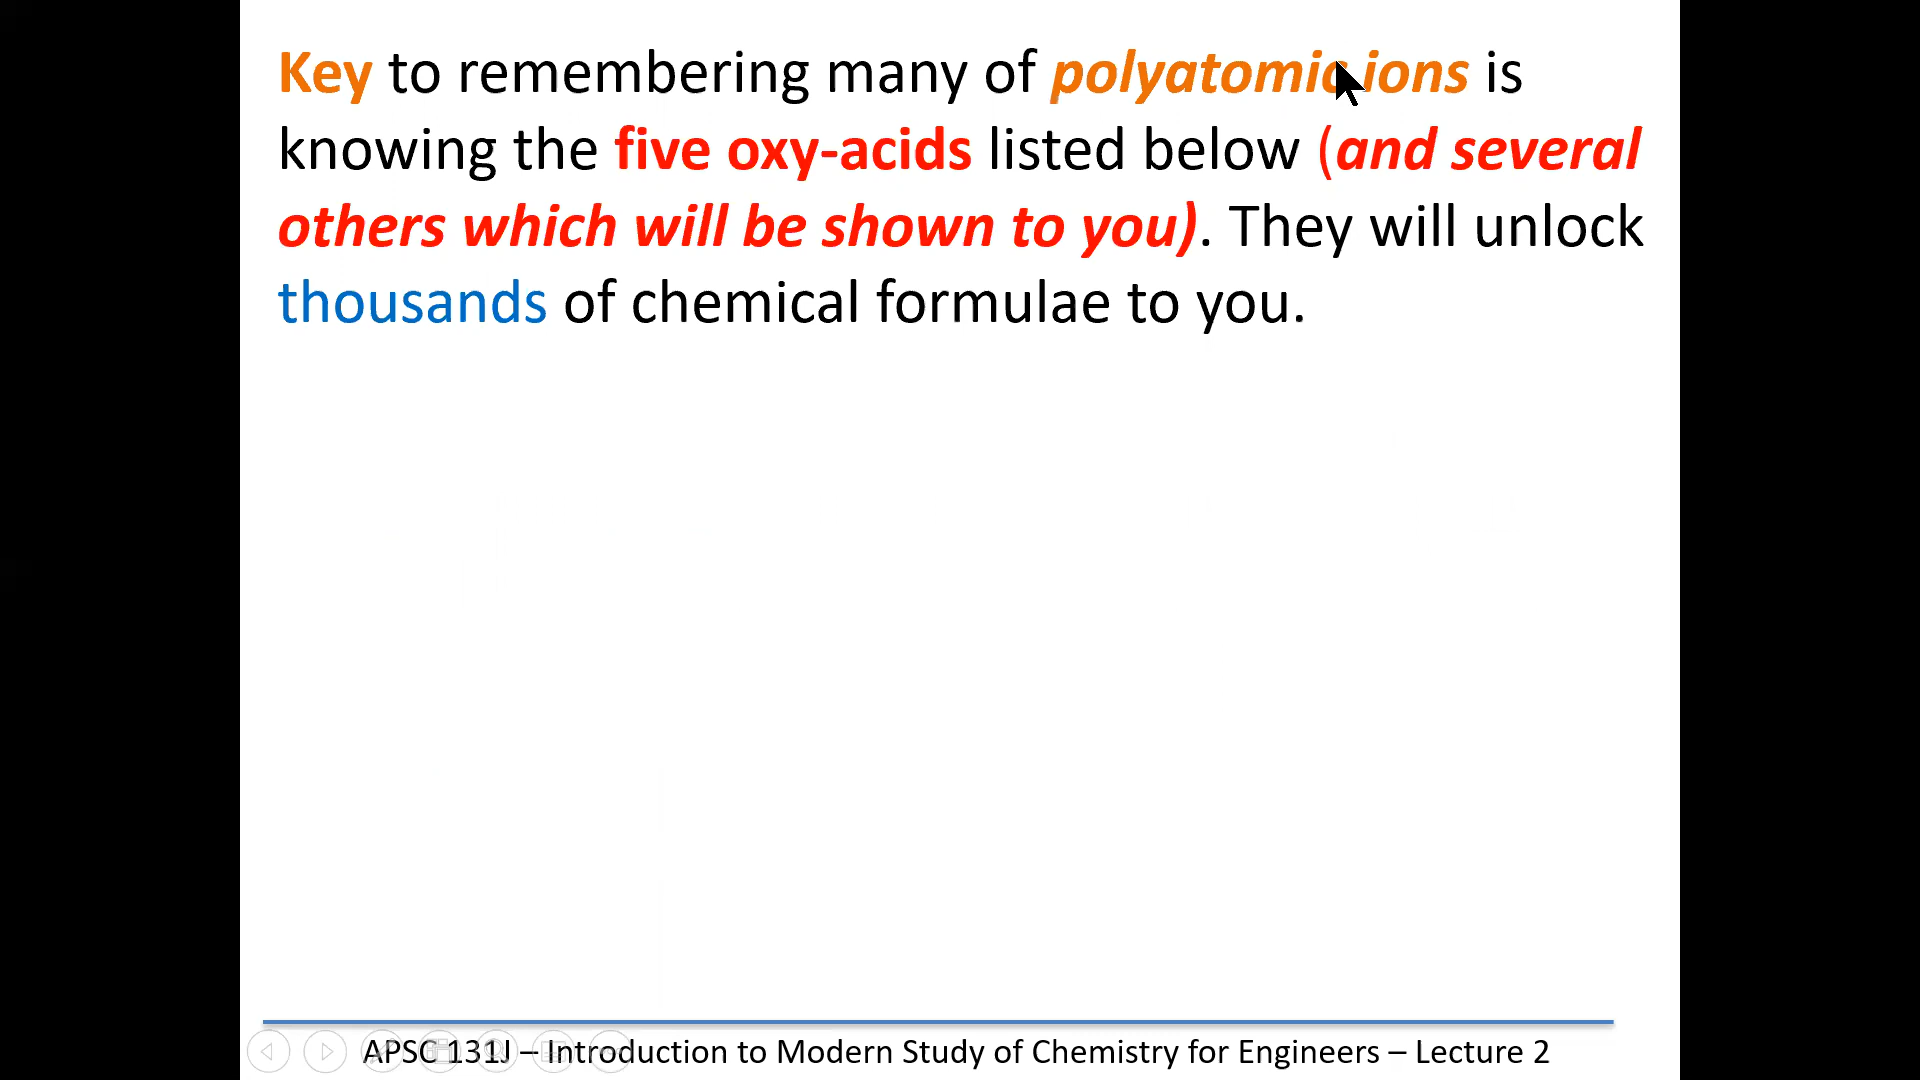 Key to remembering many of polyatomic ions is
knowing the five oxy-acids listed below (and several
others which will be shown to you). They will unlock
thousands of chemical formulae to you.
APSC 131J – Introduction to Modern Study of Chemistry for Engineers – Lecture 2